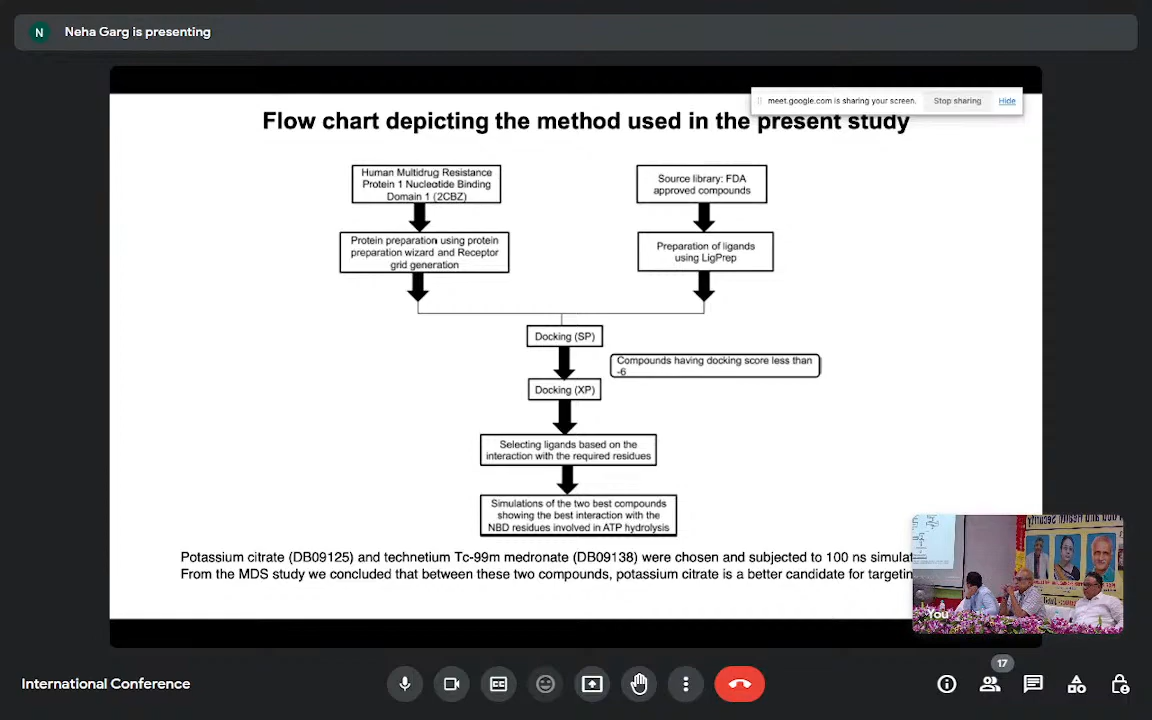 N Neha Garg is presenting
meet.google.com is sharing your screen. Stop sharing Hide
Flow chart depicting the method used in the present study
Human Multidrug Resistance
Protein 1 Nucleotide Binding
Domain 1 (2CBZ)
Source library: FDA
approved compounds
Protein preparation using protein
preparation wizard and Receptor
grid generation
Preparation of ligands
using LigPrep
Docking (SP)
Compounds having docking score less than
-6
Docking (XP)
Selecting ligands based on the
interaction with the required residues
Simulations of the two best compounds
showing the best interaction with the
NBD residues involved in ATP hydrolysis
Potassium citrate (DB09125) and technetium Tc-99m medronate (DB09138) were chosen and subjected to 100 ns simulat
From the MDS study we concluded that between these two compounds, potassium citrate is a better candidate for targetin
You
17
International Conference